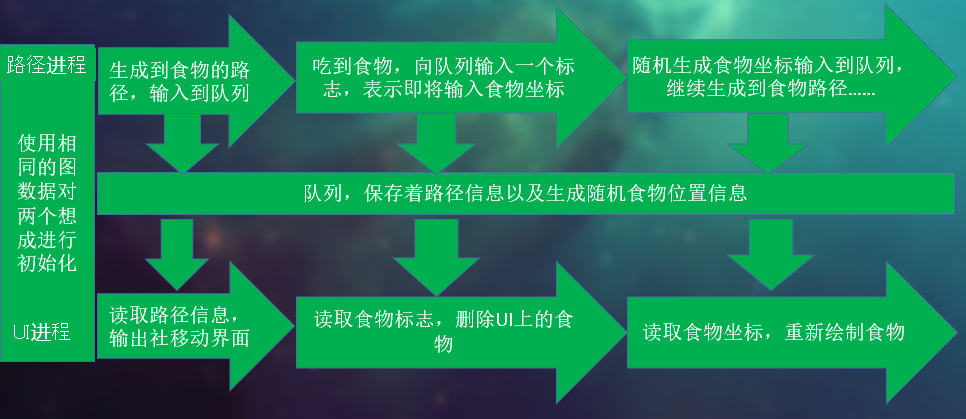 路径进程
使用相
同的图
数据对
两个想
成进行
初始化
UI进程
生成到食物的路
径，输入到队列
吃到食物，向队列输入一个标
志，表示即将输入食物坐标
随机生成食物坐标输入到队列，
继续生成到食物路径……
队列，保存着路径信息以及生成随机食物位置信息
读取路径信息，
输出社移动界面
读取食物标志，删除UI上的食
物
读取食物坐标，重新绘制食物